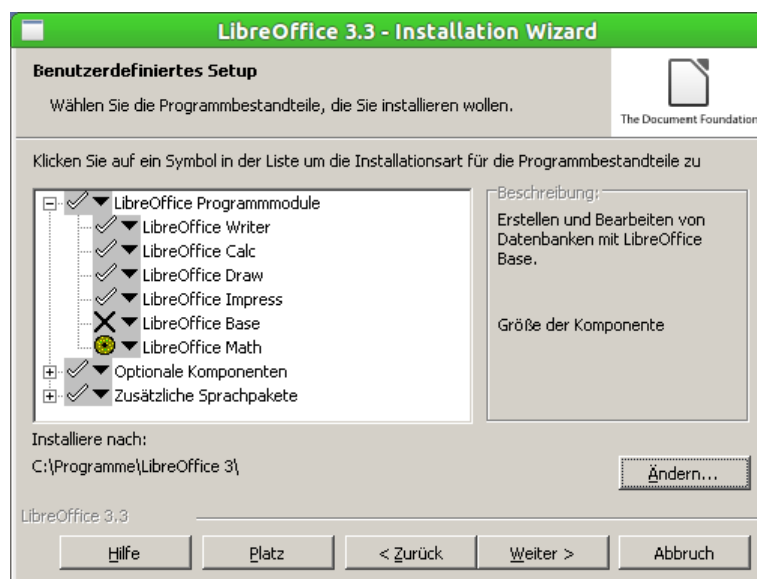 LibreOffice 3.3 - Installation Wizard
Benutzerdefiniertes Setup
Wählen Sie die Programmbestandteile, die Sie installieren wollen.
The Document Foundation
Klicken Sie auf ein Symbol in der Liste um die Installationsart für die Programmbestandteile zu
LibreOffice Programmmodule
LibreOffice Writer
LibreOffice Calc
LibreOffice Draw
LibreOffice Impress
LibreOffice Base
LibreOffice Math
Optionale Komponenten
Zusätzliche Sprachpakete
Beschreibung:
Erstellen und Bearbeiten von
Datenbanken mit LibreOffice
Base.
Größe der Komponente
Installiere nach:
C:\Programme\LibreOffice 3\
Ändern...
LibreOffice 3.3
Hilfe
Platz
< Zurück
Weiter >
Abbruch